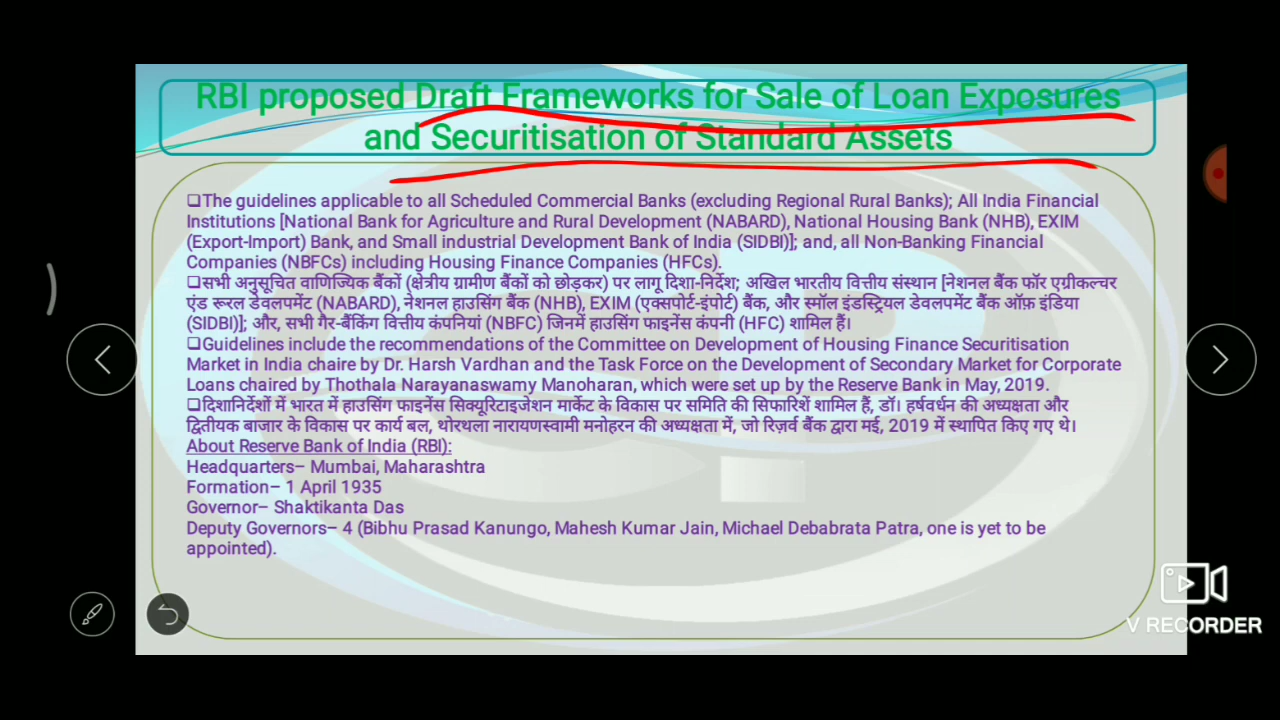 RBI proposed Draft Frameworks for Sale of Loan Exposures
and Securitisation of Standard Assets
❑The guidelines applicable to all Scheduled Commercial Banks (excluding Regional Rural Banks); All India Financial
Institutions [National Bank for Agriculture and Rural Development (NABARD), National Housing Bank (NHB), EXIM
(Export-Import) Bank, and Small industrial Development Bank of India (SIDBI)]; and, all Non-Banking Financial
Companies (NBFCs) including Housing Finance Companies (HFCs).
❑सभी अनुसूचित वाणिज्यिक बैंकों (क्षेत्रीय ग्रामीण बैंकों को छोड़कर) पर लागू दिशा-निर्देश; अखिल भारतीय वित्तीय संस्थान [नेशनल बैंक फॉर एग्रीकल्चर
एंड रूरल डेवलपमेंट (NABARD), नेशनल हाउसिंग बैंक (NHB), EXIM (एक्सपोर्ट-इंपोर्ट) बैंक, और स्मॉल इंडस्ट्रियल डेवलपमेंट बैंक ऑफ़ इंडिया
(SIDBI)]; और, सभी गैर-बैंकिंग वित्तीय कंपनियां (NBFC) जिनमें हाउसिंग फाइनेंस कंपनी (HFC) शामिल हैं।
❑Guidelines include the recommendations of the Committee on Development of Housing Finance Securitisation
Market in India chaire by Dr. Harsh Vardhan and the Task Force on the Development of Secondary Market for Corporate
Loans chaired by Thothala Narayanaswamy Manoharan, which were set up by the Reserve Bank in May, 2019.
❑दिशानिर्देशों में भारत में हाउसिंग फाइनेंस सिक्यूरिटाइजेशन मार्केट के विकास पर समिति की सिफारिशें शामिल हैं, डॉ। हर्षवर्धन की अध्यक्षता और
द्वितीयक बाजार के विकास पर कार्य बल, थोरथला नारायणस्वामी मनोहरन की अध्यक्षता में, जो रिज़र्व बैंक द्वारा मई, 2019 में स्थापित किए गए थे।
About Reserve Bank of India (RBI):
Headquarters– Mumbai, Maharashtra
Formation– 1 April 1935
Governor– Shaktikanta Das
Deputy Governors– 4 (Bibhu Prasad Kanungo, Mahesh Kumar Jain, Michael Debabrata Patra, one is yet to be
appointed).
V RECORDER